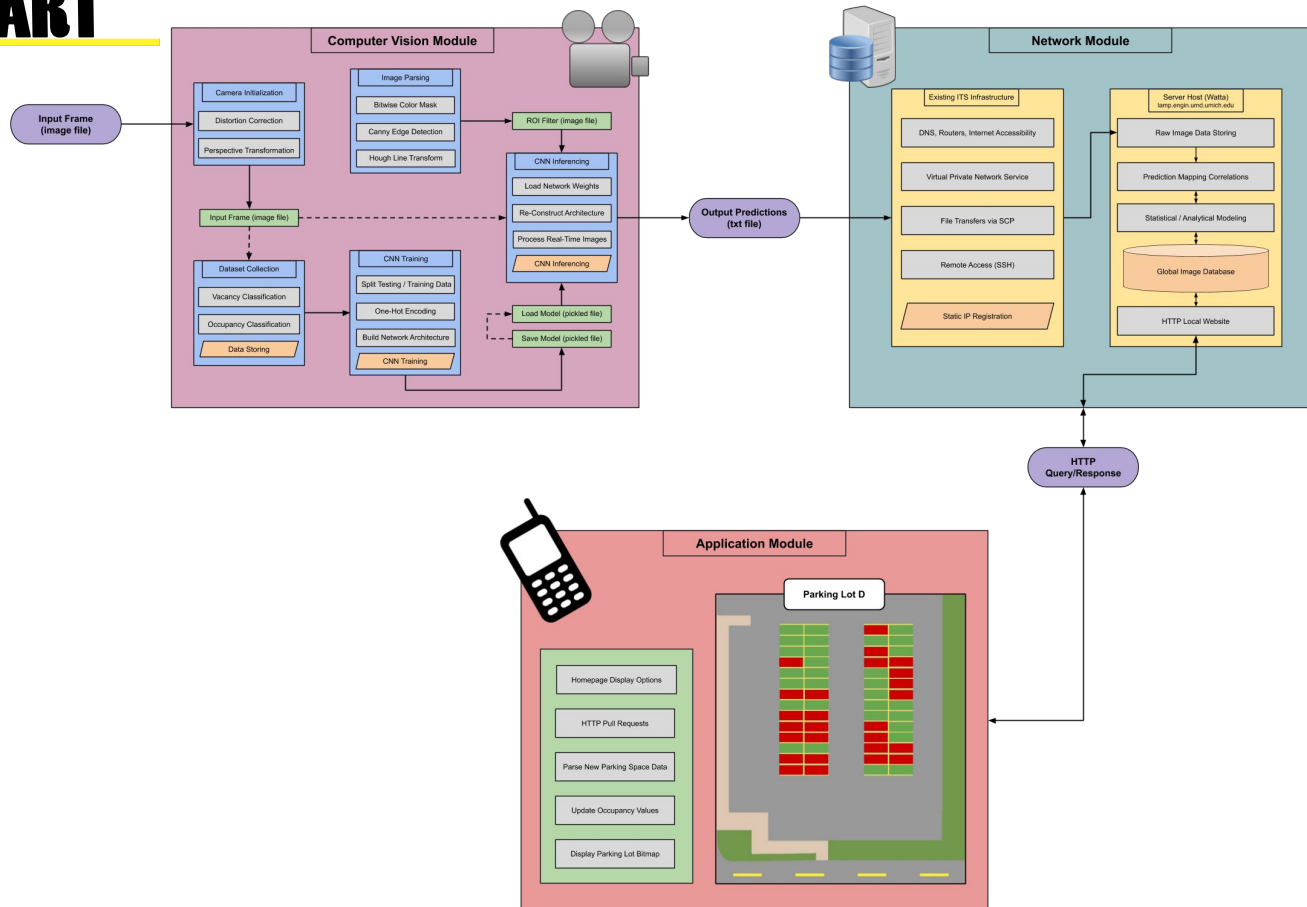 ART
Computer Vision Module
Network Module
Input Frame
(image file)
Camera Initialization
Distortion Correction
Perspective Transformation
Image Parsing
Bitwise Color Mask
Canny Edge Detection
Hough Line Transform
ROI Filter (image file)
CNN Inferencing
Load Network Weights
Re-Construct Architecture
Process Real-Time Images
CNN Inferencing
Input Frame (image file)
Dataset Collection
Vacancy Classification
Occupancy Classification
Data Storing
CNN Training
Split Testing / Training Data
One-Hot Encoding
Build Network Architecture
CNN Training
Load Model (pickled file)
Save Model (pickled file)
Output Predictions
(txt file)
Existing ITS Infrastructure
DNS, Routers, Internet Accessibility
Virtual Private Network Service
File Transfers via SCP
Remote Access (SSH)
Static IP Registration
Server Host (Watta)
lamp.engin.umd.umich.edu
Raw Image Data Storing
Prediction Mapping Correlations
Statistical / Analytical Modeling
Global Image Database
HTTP Local Website
HTTP
Query/Response
Application Module
Parking Lot D
Homepage Display Options
HTTP Pull Requests
Parse New Parking Space Data
Update Occupancy Values
Display Parking Lot Bitmap